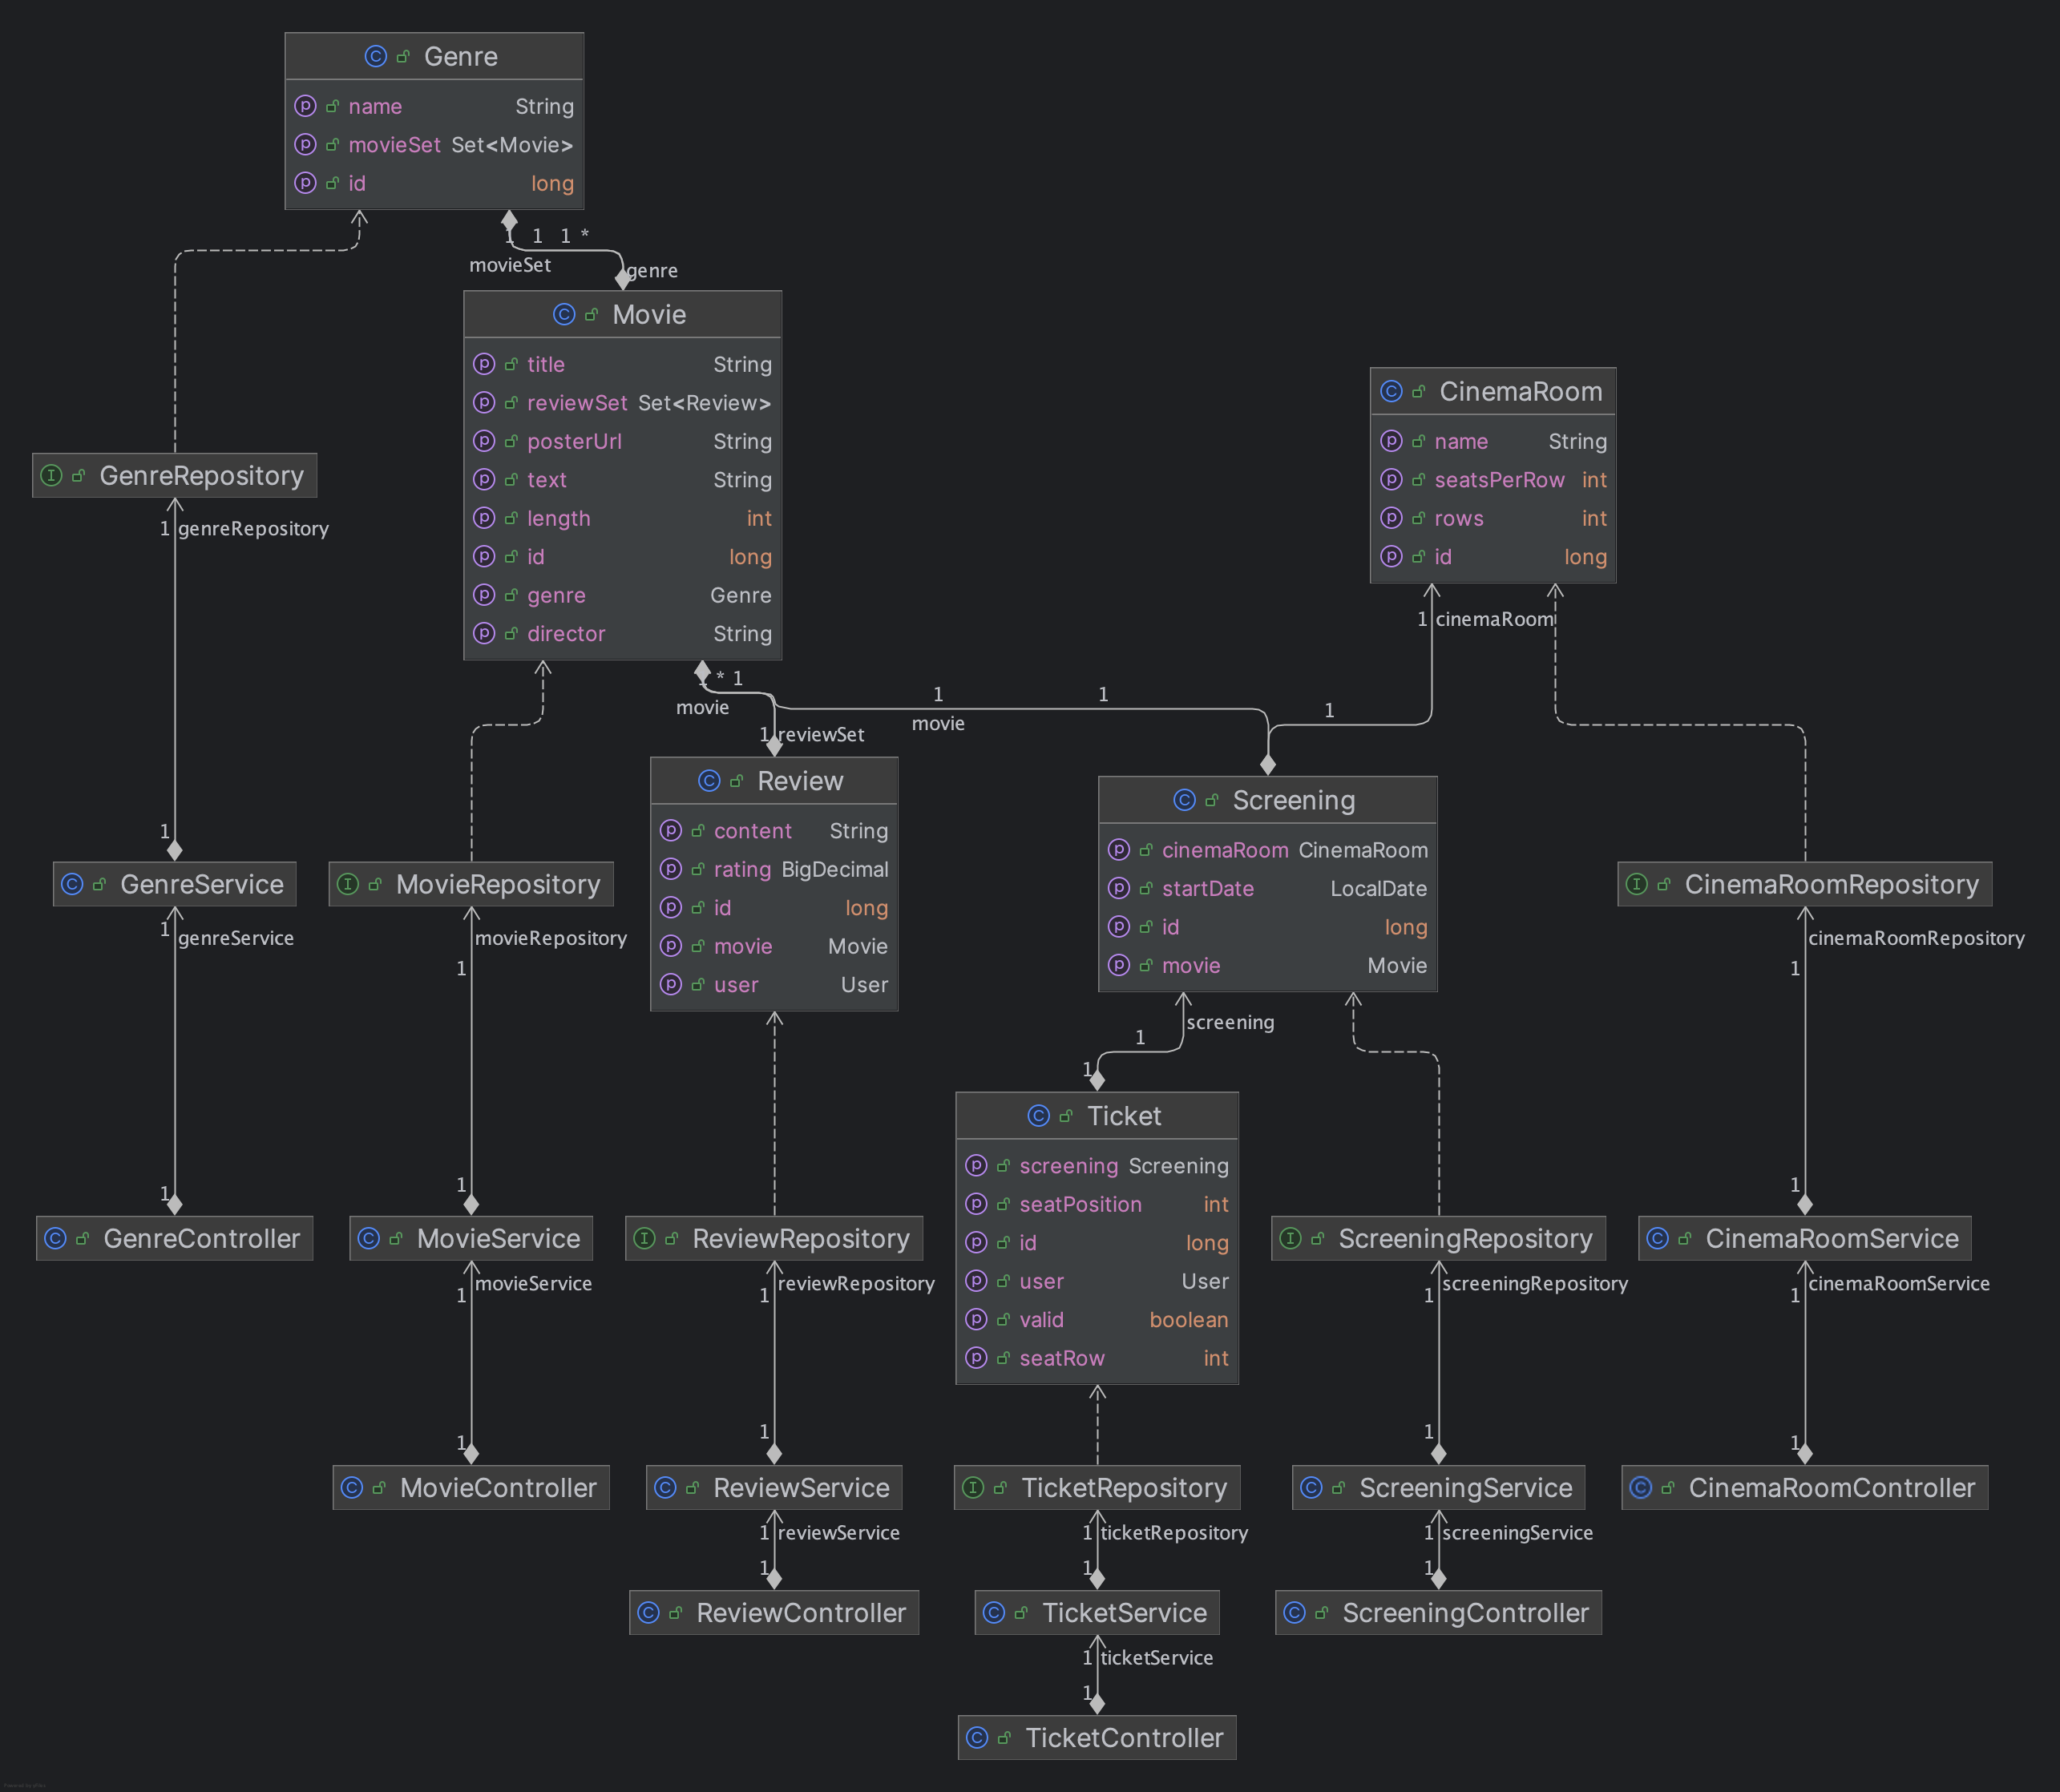 Genre
name String
movieSet Set<Movie>
id long
1 1 1 *
movieSet
genre
Movie
title String
reviewSet Set<Review>
posterUrl String
text String
length int
id long
genre Genre
director String
CinemaRoom
name String
seatsPerRow int
rows int
id long
GenreRepository
1 genreRepository
1 cinemaRoom
1 * 1
movie
1
1
1
movie
1 reviewSet
Review
content String
rating BigDecimal
id long
movie Movie
user User
Screening
cinemaRoom CinemaRoom
startDate LocalDate
id long
movie Movie
1
GenreService
MovieRepository
CinemaRoomRepository
1 genreService
movieRepository
1
cinemaRoomRepository
1
screening
1
1
Ticket
screening Screening
seatPosition int
id long
user User
valid boolean
seatRow int
1
1
1
GenreController
MovieService
ReviewRepository
ScreeningRepository
CinemaRoomService
movieService
1
reviewRepository
1
screeningRepository
1
cinemaRoomService
1
1
1
1
1
MovieController
ReviewService
TicketRepository
ScreeningService
CinemaRoomController
1 reviewService
1 ticketRepository
1 screeningService
1
1
1
ReviewController
TicketService
ScreeningController
1 ticketService
1
TicketController